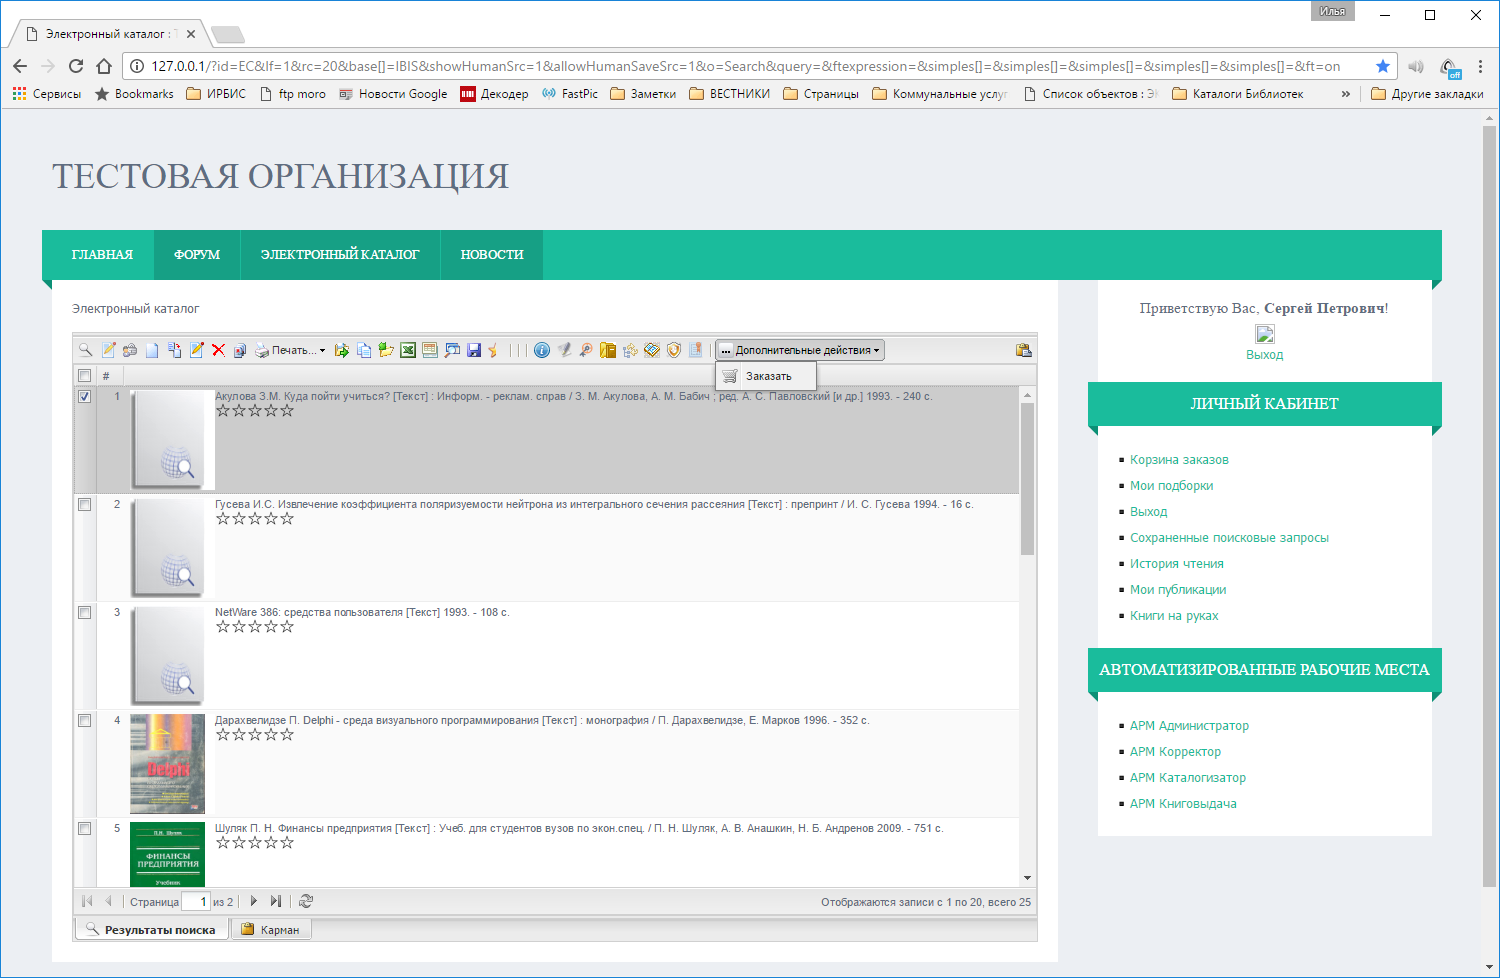 Илья
Электронный каталог : Т
127.0.0.1/?id=EC&lf=1&rc=20&base[]=IBIS&showHumanSrc=1&allowHumanSaveSrc=1&o=Search&query=&ftexpression=&simples[]=&simples[]=&simples[]=&simples[]=&simples[]=&ft=on
off
Сервисы Bookmarks ИРБИС ftp moro Новости Google Декодер FastPic Заметки ВЕСТНИКИ Страницы Коммунальные услуг Список объектов : Эк Каталоги Библиотек » Другие закладки
ТЕСТОВАЯ ОРГАНИЗАЦИЯ
ГЛАВНАЯ ФОРУМ ЭЛЕКТРОННЫЙ КАТАЛОГ НОВОСТИ
Электронный каталог
Печать...
Дополнительные действия
Заказать
#
1 Акулова З.М. Куда пойти учиться? [Текст] : Информ. - реклам. справ / З. М. Акулова, А. М. Бабич ; ред. А. С. Павловский [и др.] 1993. - 240 с.
2 Гусева И.С. Извлечение коэффициента поляризуемости нейтрона из интегрального сечения рассеяния [Текст] : препринт / И. С. Гусева 1994. - 16 с.
3 NetWare 386: средства пользователя [Текст] 1993. - 108 с.
4 Дарахвелидзе П. Delphi - среда визуального программирования [Текст] : монография / П. Дарахвелидзе, Е. Марков 1996. - 352 с.
Delphi
5 Шуляк П. Н. Финансы предприятия [Текст] : Учеб. для студентов вузов по экон.спец. / П. Н. Шуляк, А. В. Анашкин, Н. Б. Андренов 2009. - 751 с.
П.Н. Шуляк
ФИНАНСЫ
ПРЕДПРИЯТИЯ
Учебник
Страница 1 из 2
Отображаются записи с 1 по 20, всего 25
Результаты поиска Карман
Приветствую Вас, Сергей Петрович!
Выход
ЛИЧНЫЙ КАБИНЕТ
Корзина заказов
Мои подборки
Выход
Сохраненные поисковые запросы
История чтения
Мои публикации
Книги на руках
АВТОМАТИЗИРОВАННЫЕ РАБОЧИЕ МЕСТА
АРМ Администратор
АРМ Корректор
АРМ Каталогизатор
АРМ Книговыдача